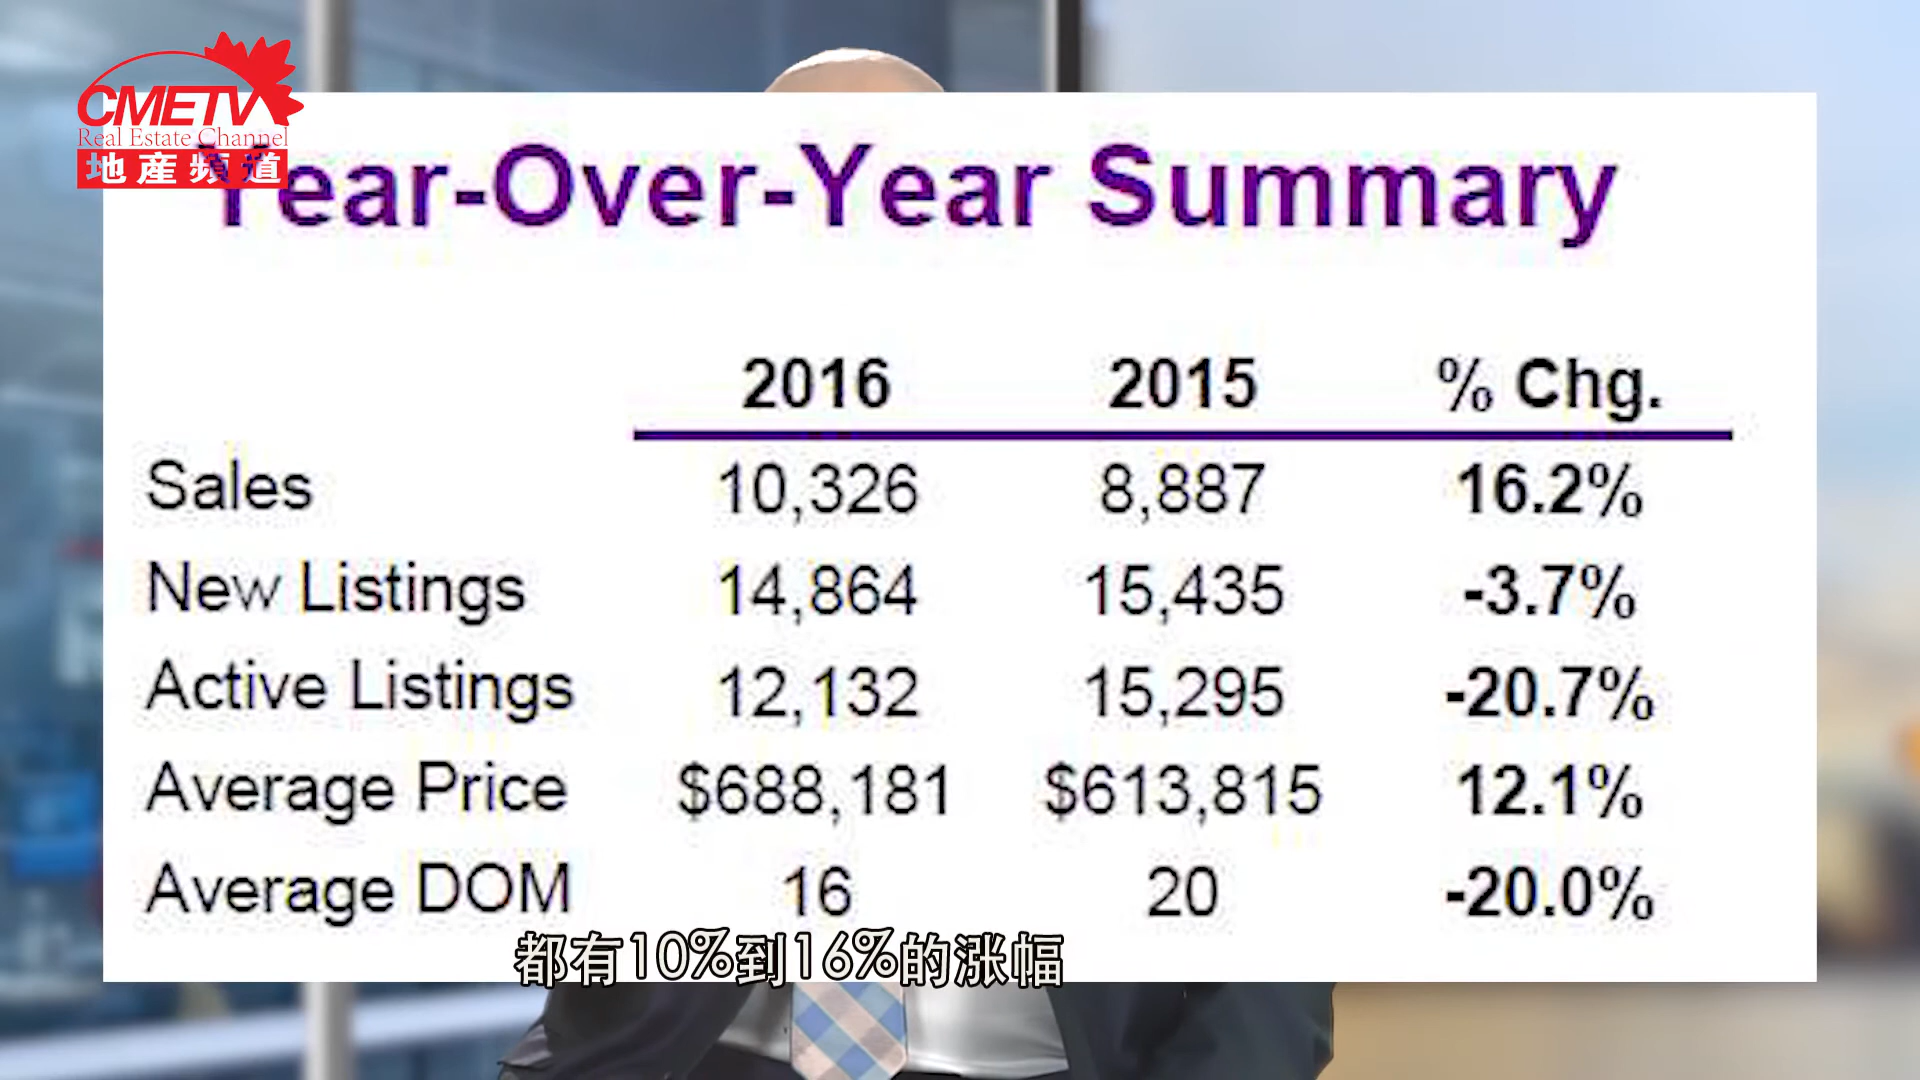 CMETV
Real Estate Channel
地産頻道
Year-Over-Year Summary
2016 2015 % Chg.
Sales 10,326 8,887 16.2%
New Listings 14,864 15,435 -3.7%
Active Listings 12,132 15,295 -20.7%
Average Price $688,181 $613,815 12.1%
Average DOM 16 20 -20.0%
都有10%到16%的涨幅